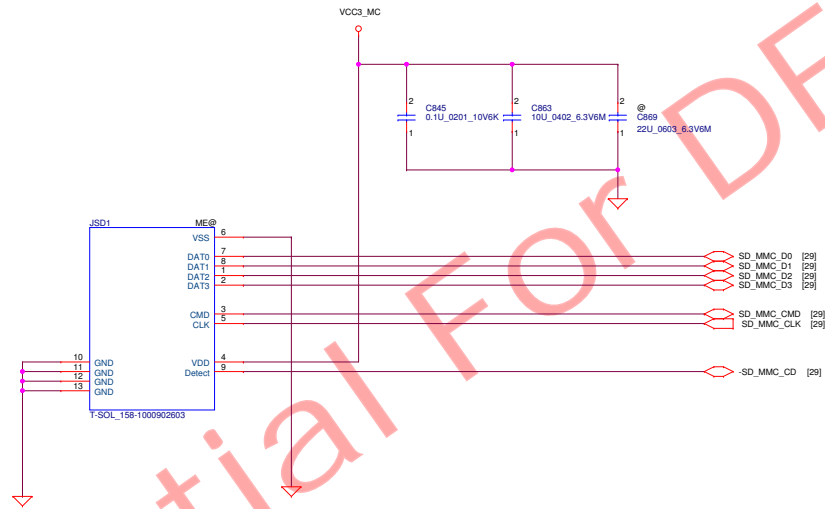 VCC3_MC
2
C845
0.1U_0201_10V6K
1
2
C863
10U_0402_6.3V6M
1
2
@
C869
22U_0603_6.3V6M
1
JSD1
ME@
VSS 6
DAT0 7 SD_MMC_D0 [29]
DAT1 8 SD_MMC_D1 [29]
DAT2 1 SD_MMC_D2 [29]
DAT3 2 SD_MMC_D3 [29]
CMD 3 SD_MMC_CMD [29]
CLK 5 SD_MMC_CLK [29]
10 GND VDD 4
11 GND Detect 9 -SD_MMC_CD [29]
12 GND
13 GND
T-SOL_158-1000902603
tial For DE